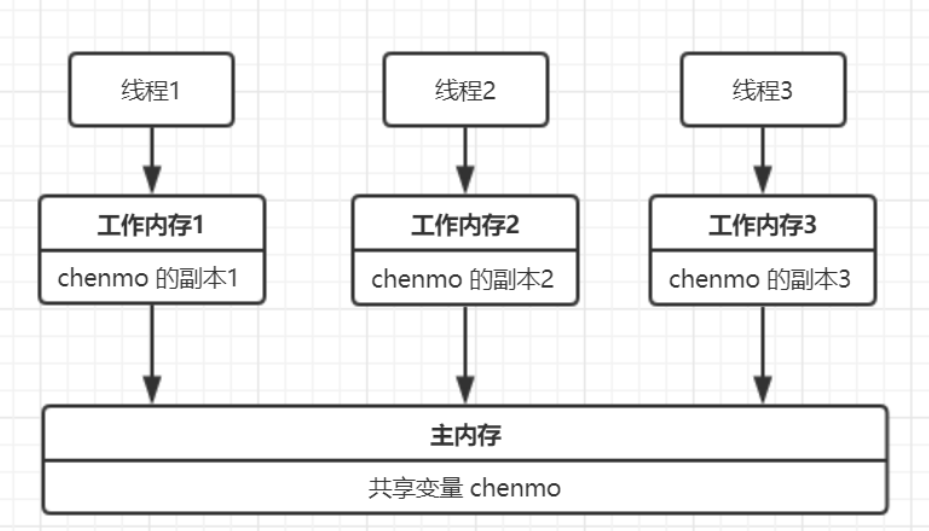 线程1
线程2
线程3
工作内存1
工作内存2
工作内存3
chenmo 的副本1
chenmo 的副本2
chenmo 的副本3
主内存
共享变量 chenmo